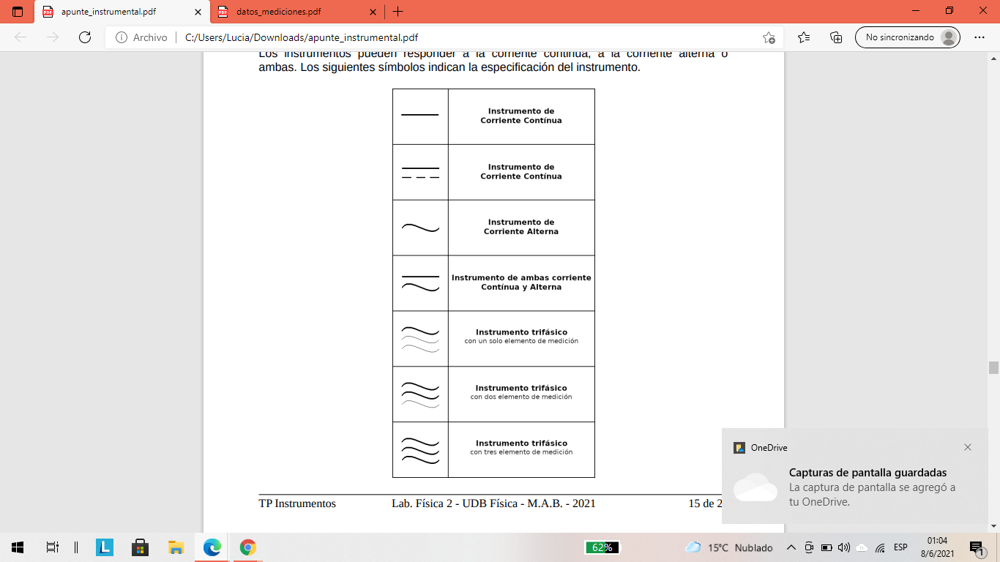 apunte_instrumental.pdf
datos_mediciones.pdf
Archivo
C:/Users/Lucia/Downloads/apunte_instrumental.pdf
No sincronizando
Los instrumentos pueden responder a la corriente continua, a la corriente alterna o
ambas. Los siguientes símbolos indican la especificación del instrumento.
Instrumento de
Corriente Contínua
Instrumento de
Corriente Contínua
Instrumento de
Corriente Alterna
Instrumento de ambas corriente
Contínua y Alterna
Instrumento trifásico
con un solo elemento de medición
Instrumento trifásico
con dos elemento de medición
Instrumento trifásico
con tres elemento de medición
TP Instrumentos
Lab. Física 2 - UDB Física - M.A.B. - 2021
15 de 2
OneDrive
Capturas de pantalla guardadas
La captura de pantalla se agregó a
tu OneDrive.
L
62%
15°C Nublado
ESP
01:04
8/6/2021
1